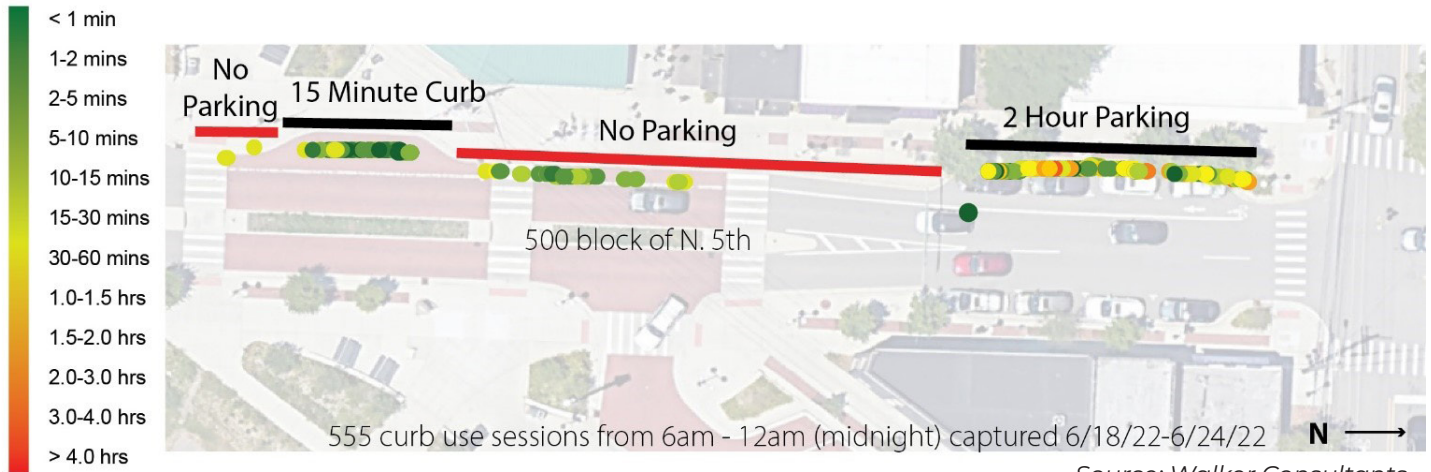 < 1 min
1-2 mins
2-5 mins
5-10 mins
10-15 mins
15-30 mins
30-60 mins
1.0-1.5 hrs
1.5-2.0 hrs
2.0-3.0 hrs
3.0-4.0 hrs
> 4.0 hrs
No
Parking
15 Minute Curb
No Parking
2 Hour Parking
500 block of N. 5th
555 curb use sessions from 6am - 12am (midnight) captured 6/18/22-6/24/22
N
Source: Walker Consultants